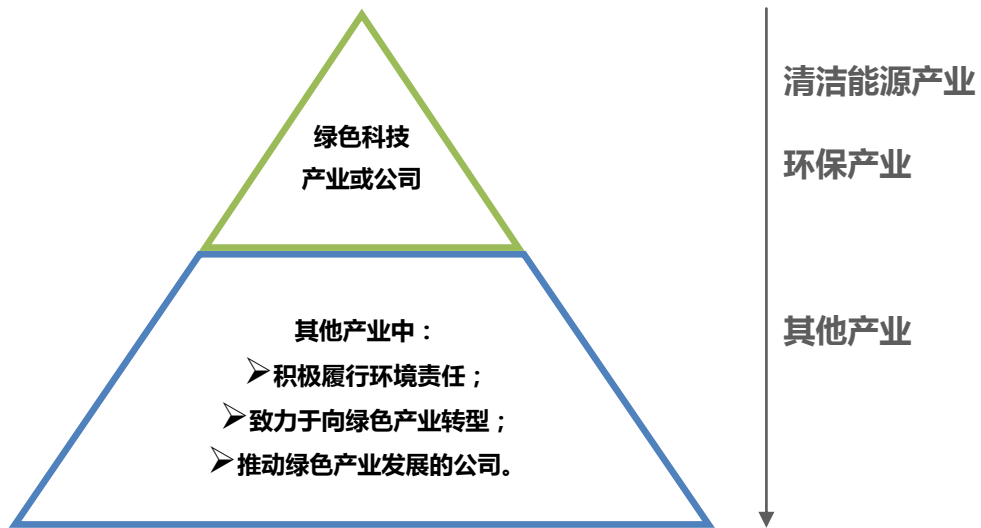 绿色科技
产业或公司
其他产业中：
➢积极履行环境责任；
➢致力于向绿色产业转型；
➢推动绿色产业发展的公司。
清洁能源产业
环保产业
其他产业